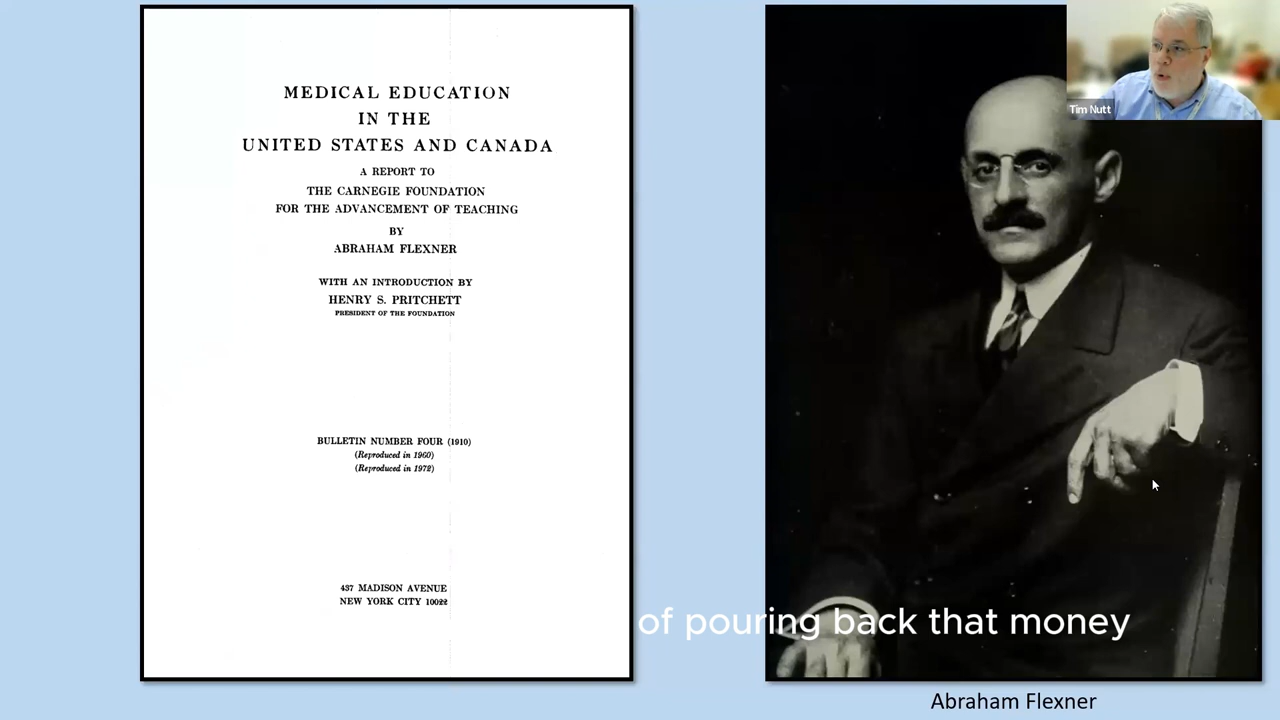 MEDICAL EDUCATION
IN THE
UNITED STATES AND CANADA
A REPORT TO
THE CARNEGIE FOUNDATION
FOR THE ADVANCEMENT OF TEACHING
BY
ABRAHAM FLEXNER
WITH AN INTRODUCTION BY
HENRY S. PRITCHETT
PRESIDENT OF THE FOUNDATION
BULLETIN NUMBER FOUR (1910)
(Reproduced in 1960)
(Reproduced in 1972)
437 MADISON AVENUE
NEW YORK CITY 10022
Tim Nutt
of pouring back that money
Abraham Flexner